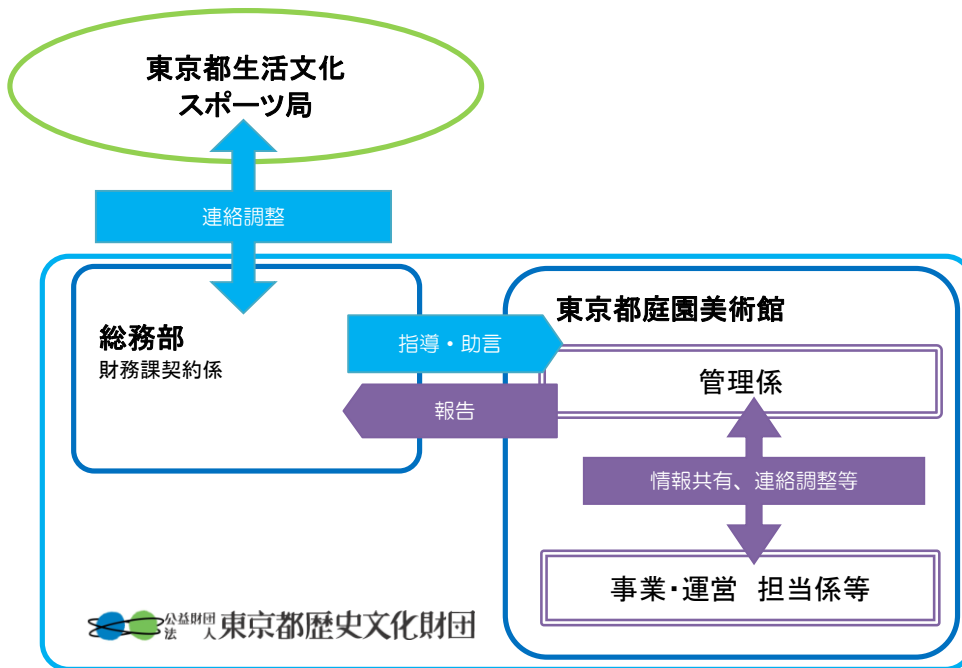 東京都生活文化
スポーツ局
連絡調整
総務部
財務課契約係
指導・助言
報告
東京都庭園美術館
管理係
情報共有、連絡調整等
事業・運営　担当係等
公益財団法人 東京都歴史文化財団